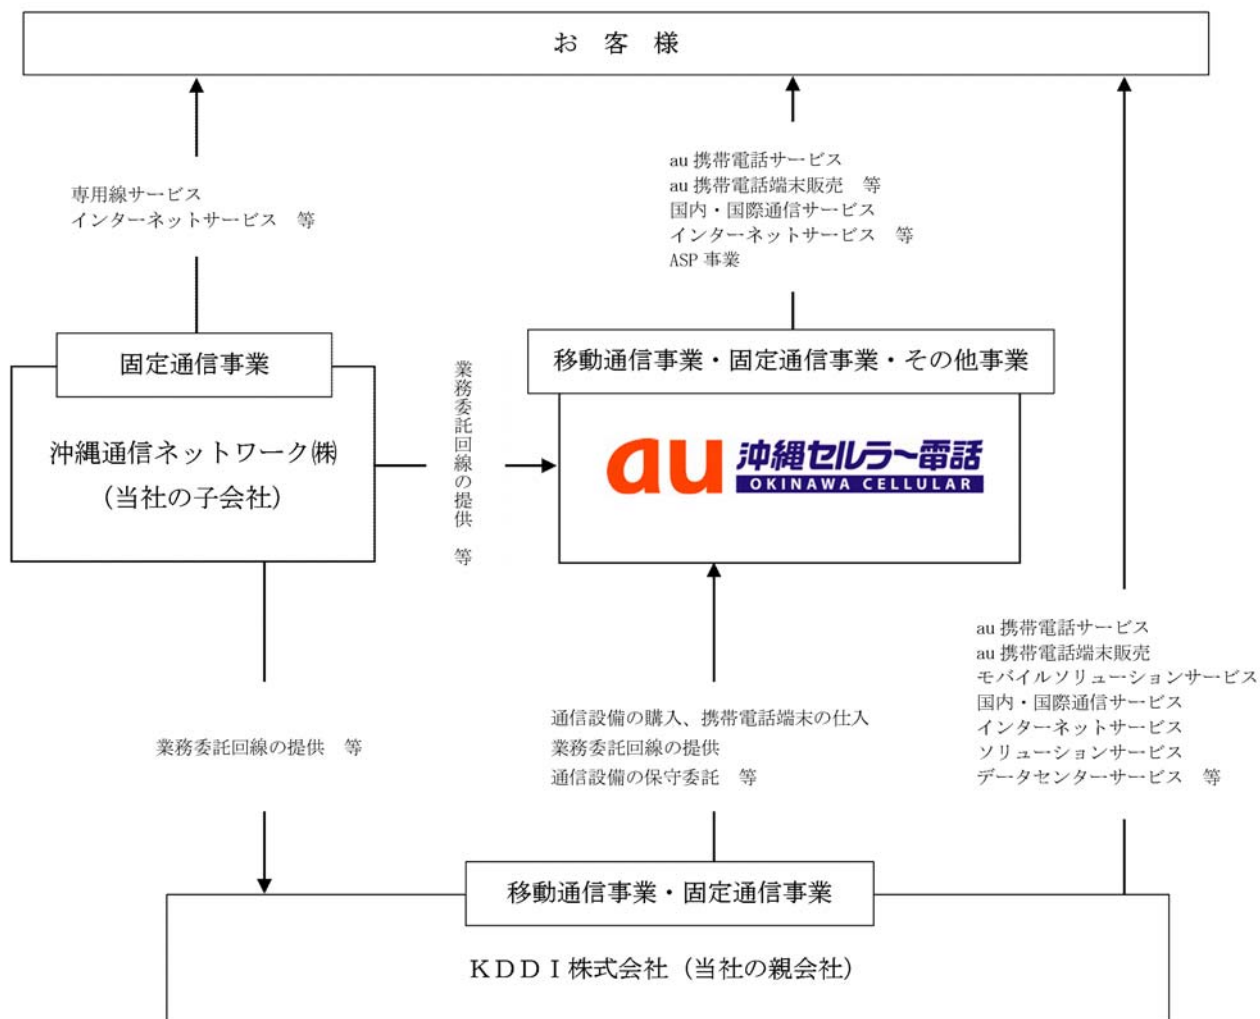 お 客 様
専用線サービス
インターネットサービス 等
au 携帯電話サービス
au 携帯電話端末販売 等
国内・国際通信サービス
インターネットサービス 等
ASP 事業
固定通信事業
沖縄通信ネットワーク㈱
（当社の子会社）
業務委託回線の提供 等
移動通信事業・固定通信事業・その他事業
au 沖縄セルラー電話
OKINAWA CELLULAR
業務委託回線の提供 等
通信設備の購入、携帯電話端末の仕入
業務委託回線の提供
通信設備の保守委託 等
au 携帯電話サービス
au 携帯電話端末販売
モバイルソリューションサービス
国内・国際通信サービス
インターネットサービス
ソリューションサービス
データセンターサービス 等
移動通信事業・固定通信事業
ＫＤＤＩ株式会社（当社の親会社）